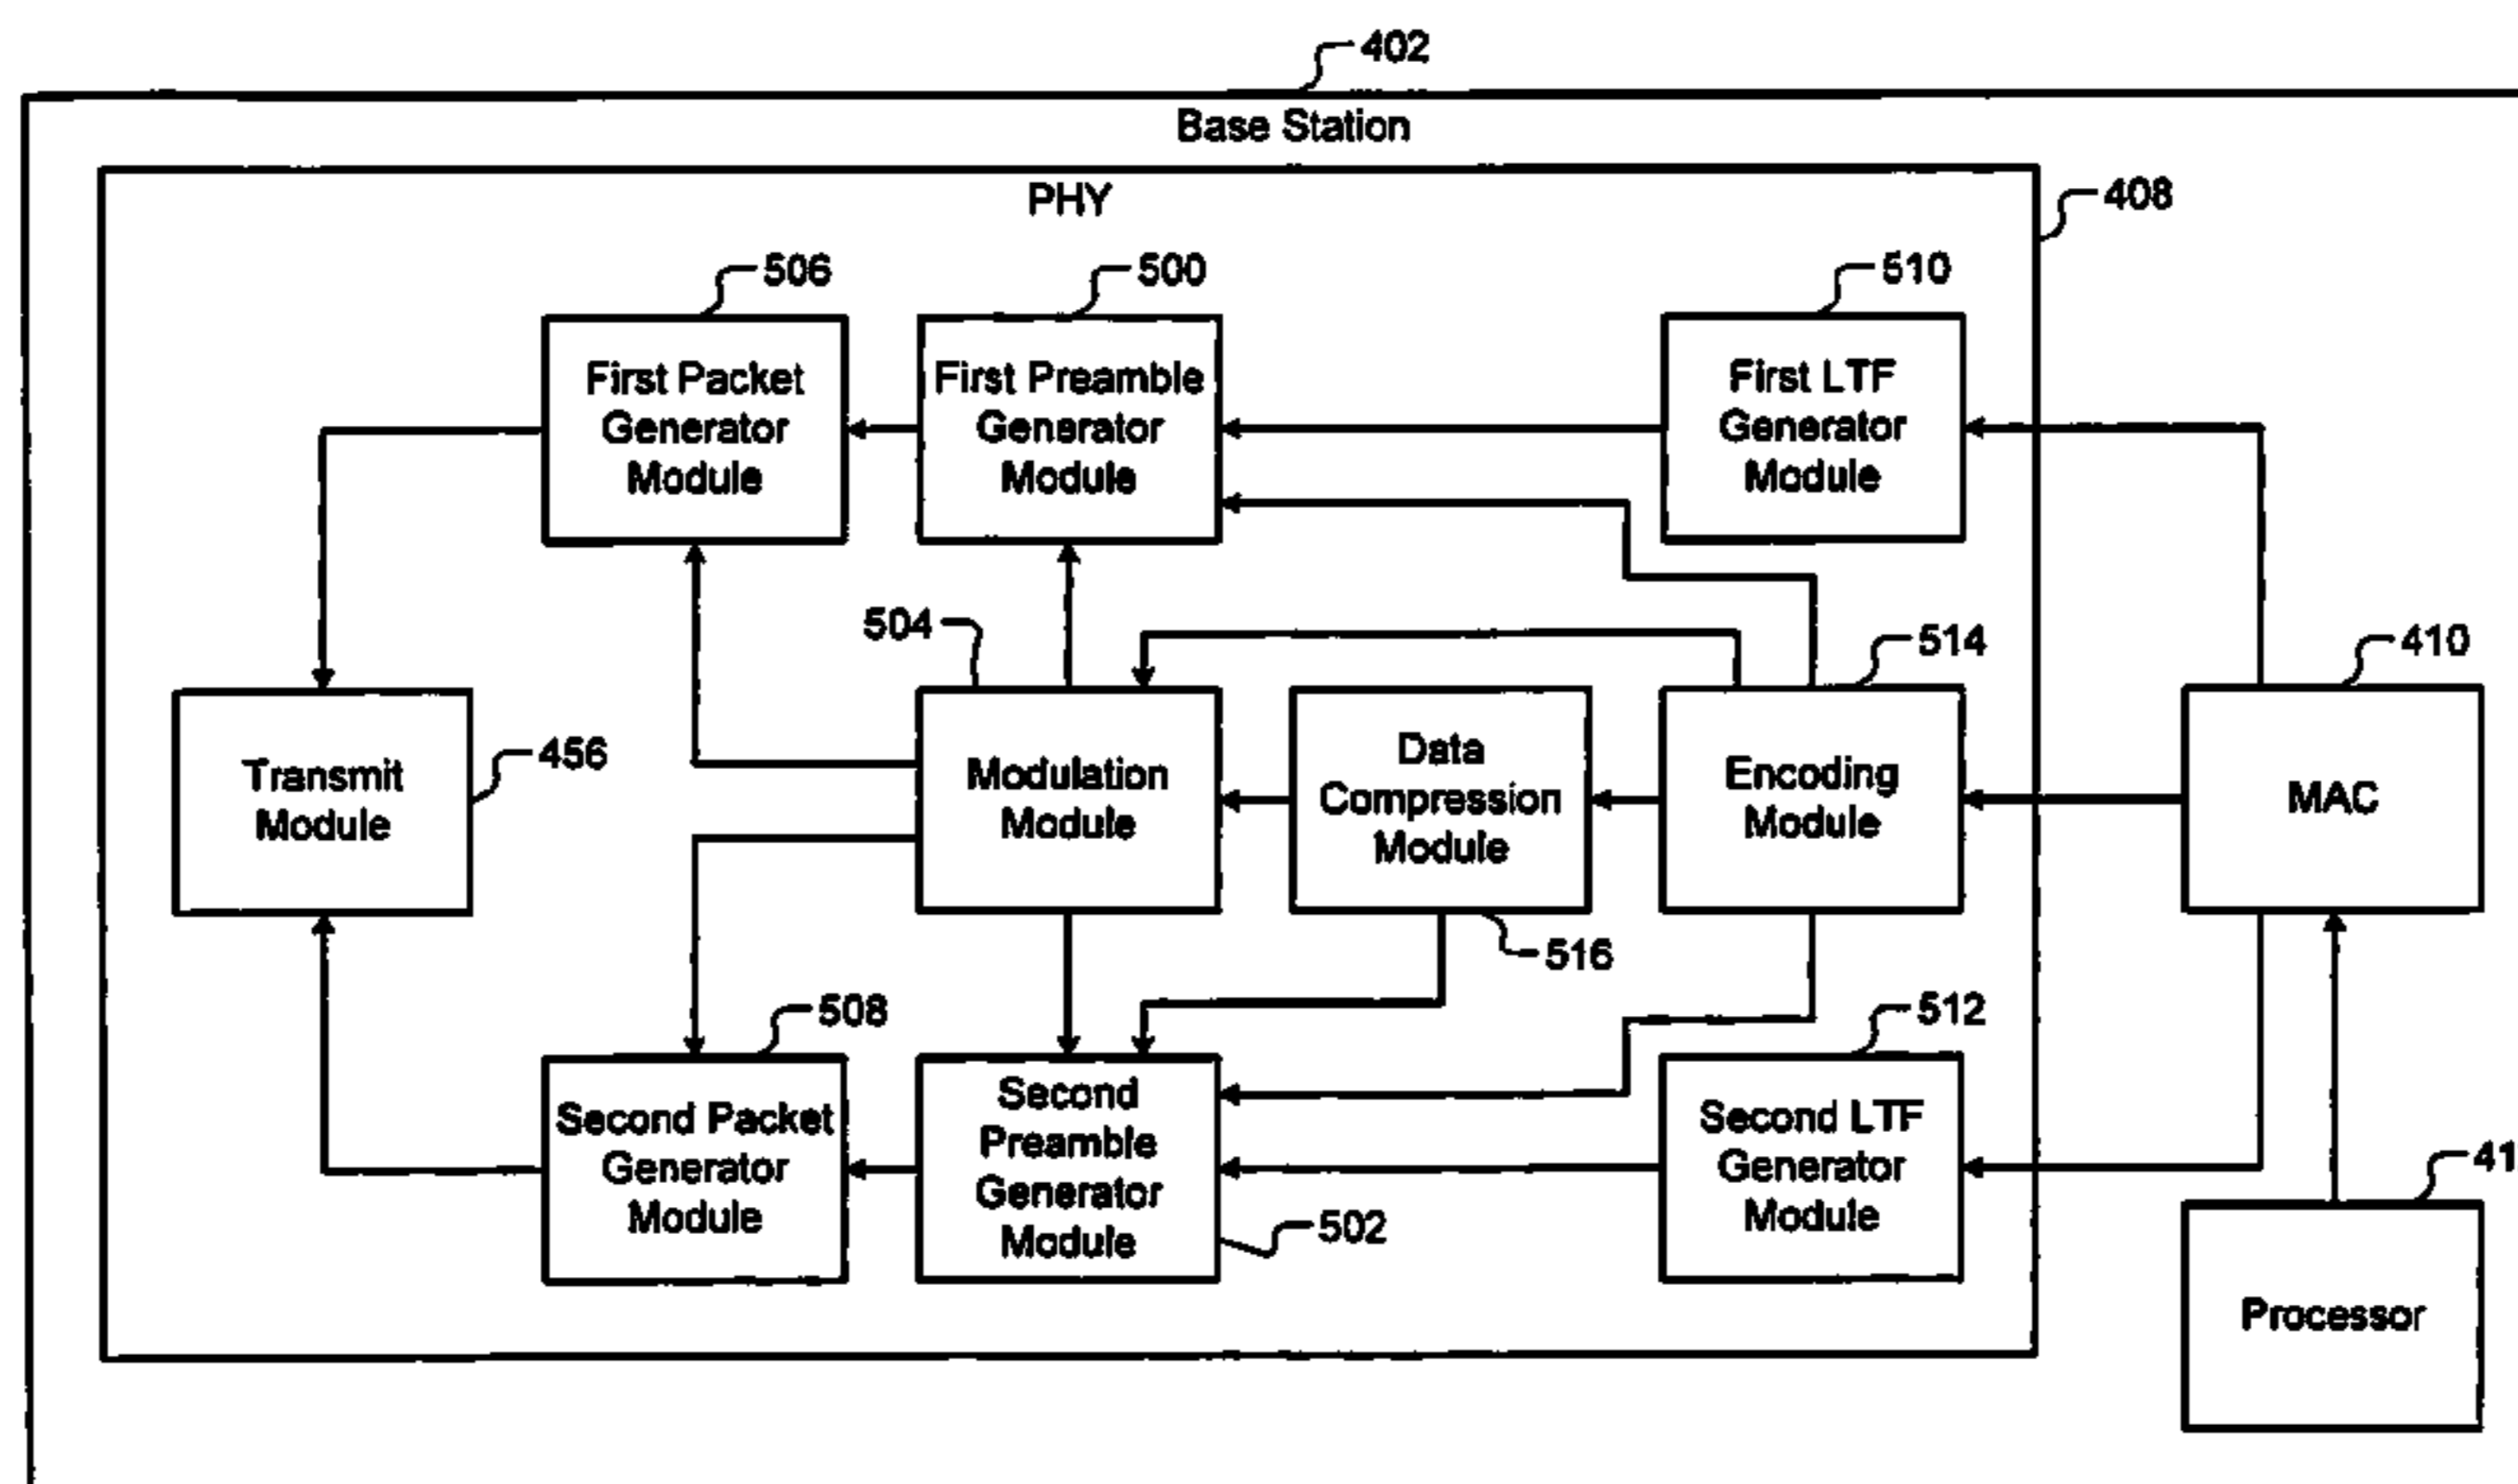 402
Base Station
PHY
408
506
500
510
First Packet
Generator
Module
First Preamble
Generator
Module
First LTF
Generator
Module
504
514
410
Transmit
Module
456
Modulation
Module
Data
Compression
Module
516
Encoding
Module
MAC
508
512
Second Packet
Generator
Module
Second
Preamble
Generator
Module
502
Second LTF
Generator
Module
41
Processor